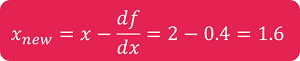 x_new = x − df/dx = 2 − 0.4 = 1.6